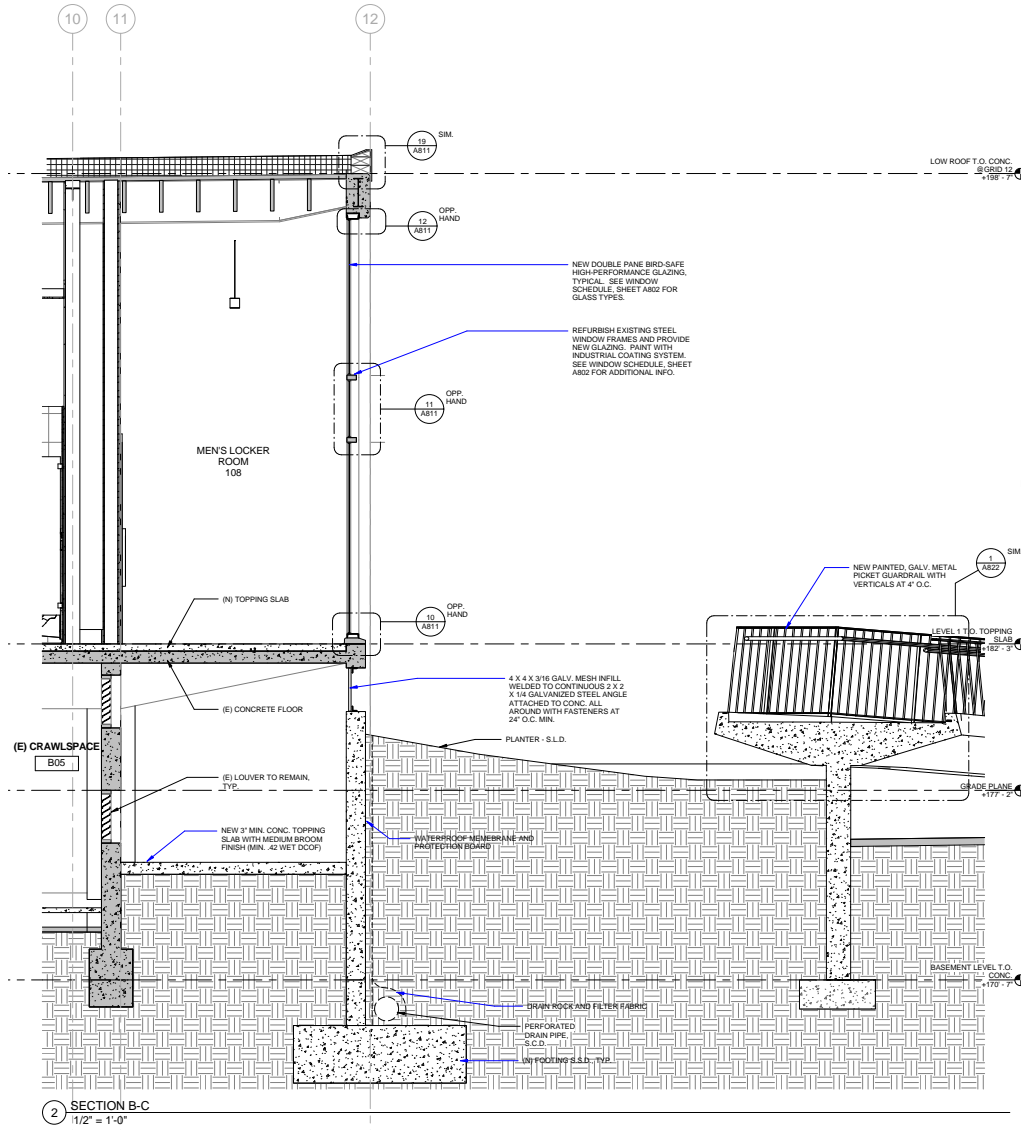 10
11
12
19
A811
SIM.
LOW ROOF T.O. CONC.
@GRID 12
+198' - 7"
12
A811
OPP.
HAND
NEW DOUBLE PANE BIRD-SAFE
HIGH-PERFORMANCE GLAZING,
TYPICAL. SEE WINDOW
SCHEDULE, SHEET A802 FOR
GLASS TYPES.
REFURBISH EXISTING STEEL
WINDOW FRAMES AND PROVIDE
NEW GLAZING. PAINT WITH
INDUSTRIAL COATING SYSTEM.
SEE WINDOW SCHEDULE, SHEET
A802 FOR ADDITIONAL INFO.
11
A811
OPP.
HAND
MEN'S LOCKER
ROOM
108
1
A822
SIM.
NEW PAINTED, GALV. METAL
PICKET GUARDRAIL WITH
VERTICALS AT 4" O.C.
(N) TOPPING SLAB
10
A811
OPP.
HAND
LEVEL 1 T.O. TOPPING
SLAB
+182' - 3"
4 X 4 X 3/16 GALV. MESH INFILL
WELDED TO CONTINUOUS 2 X 2
X 1/4 GALVANIZED STEEL ANGLE
ATTACHED TO CONC. ALL
AROUND WITH FASTENERS AT
24" O.C. MIN.
(E) CONCRETE FLOOR
PLANTER - S.L.D.
(E) CRAWLSPACE
B05
(E) LOUVER TO REMAIN,
TYP.
GRADE PLANE
+177' - 2"
NEW 3" MIN. CONC. TOPPING
SLAB WITH MEDIUM BROOM
FINISH (MIN. .42 WET DCOF)
WATERPROOF MEMEBRANE AND
PROTECTION BOARD
BASEMENT LEVEL T.O.
CONC.
+170' - 7"
DRAIN ROCK AND FILTER FABRIC
PERFORATED
DRAIN PIPE,
S.C.D.
(N) FOOTING S.S.D., TYP.
2
SECTION B-C
1/2" = 1'-0"